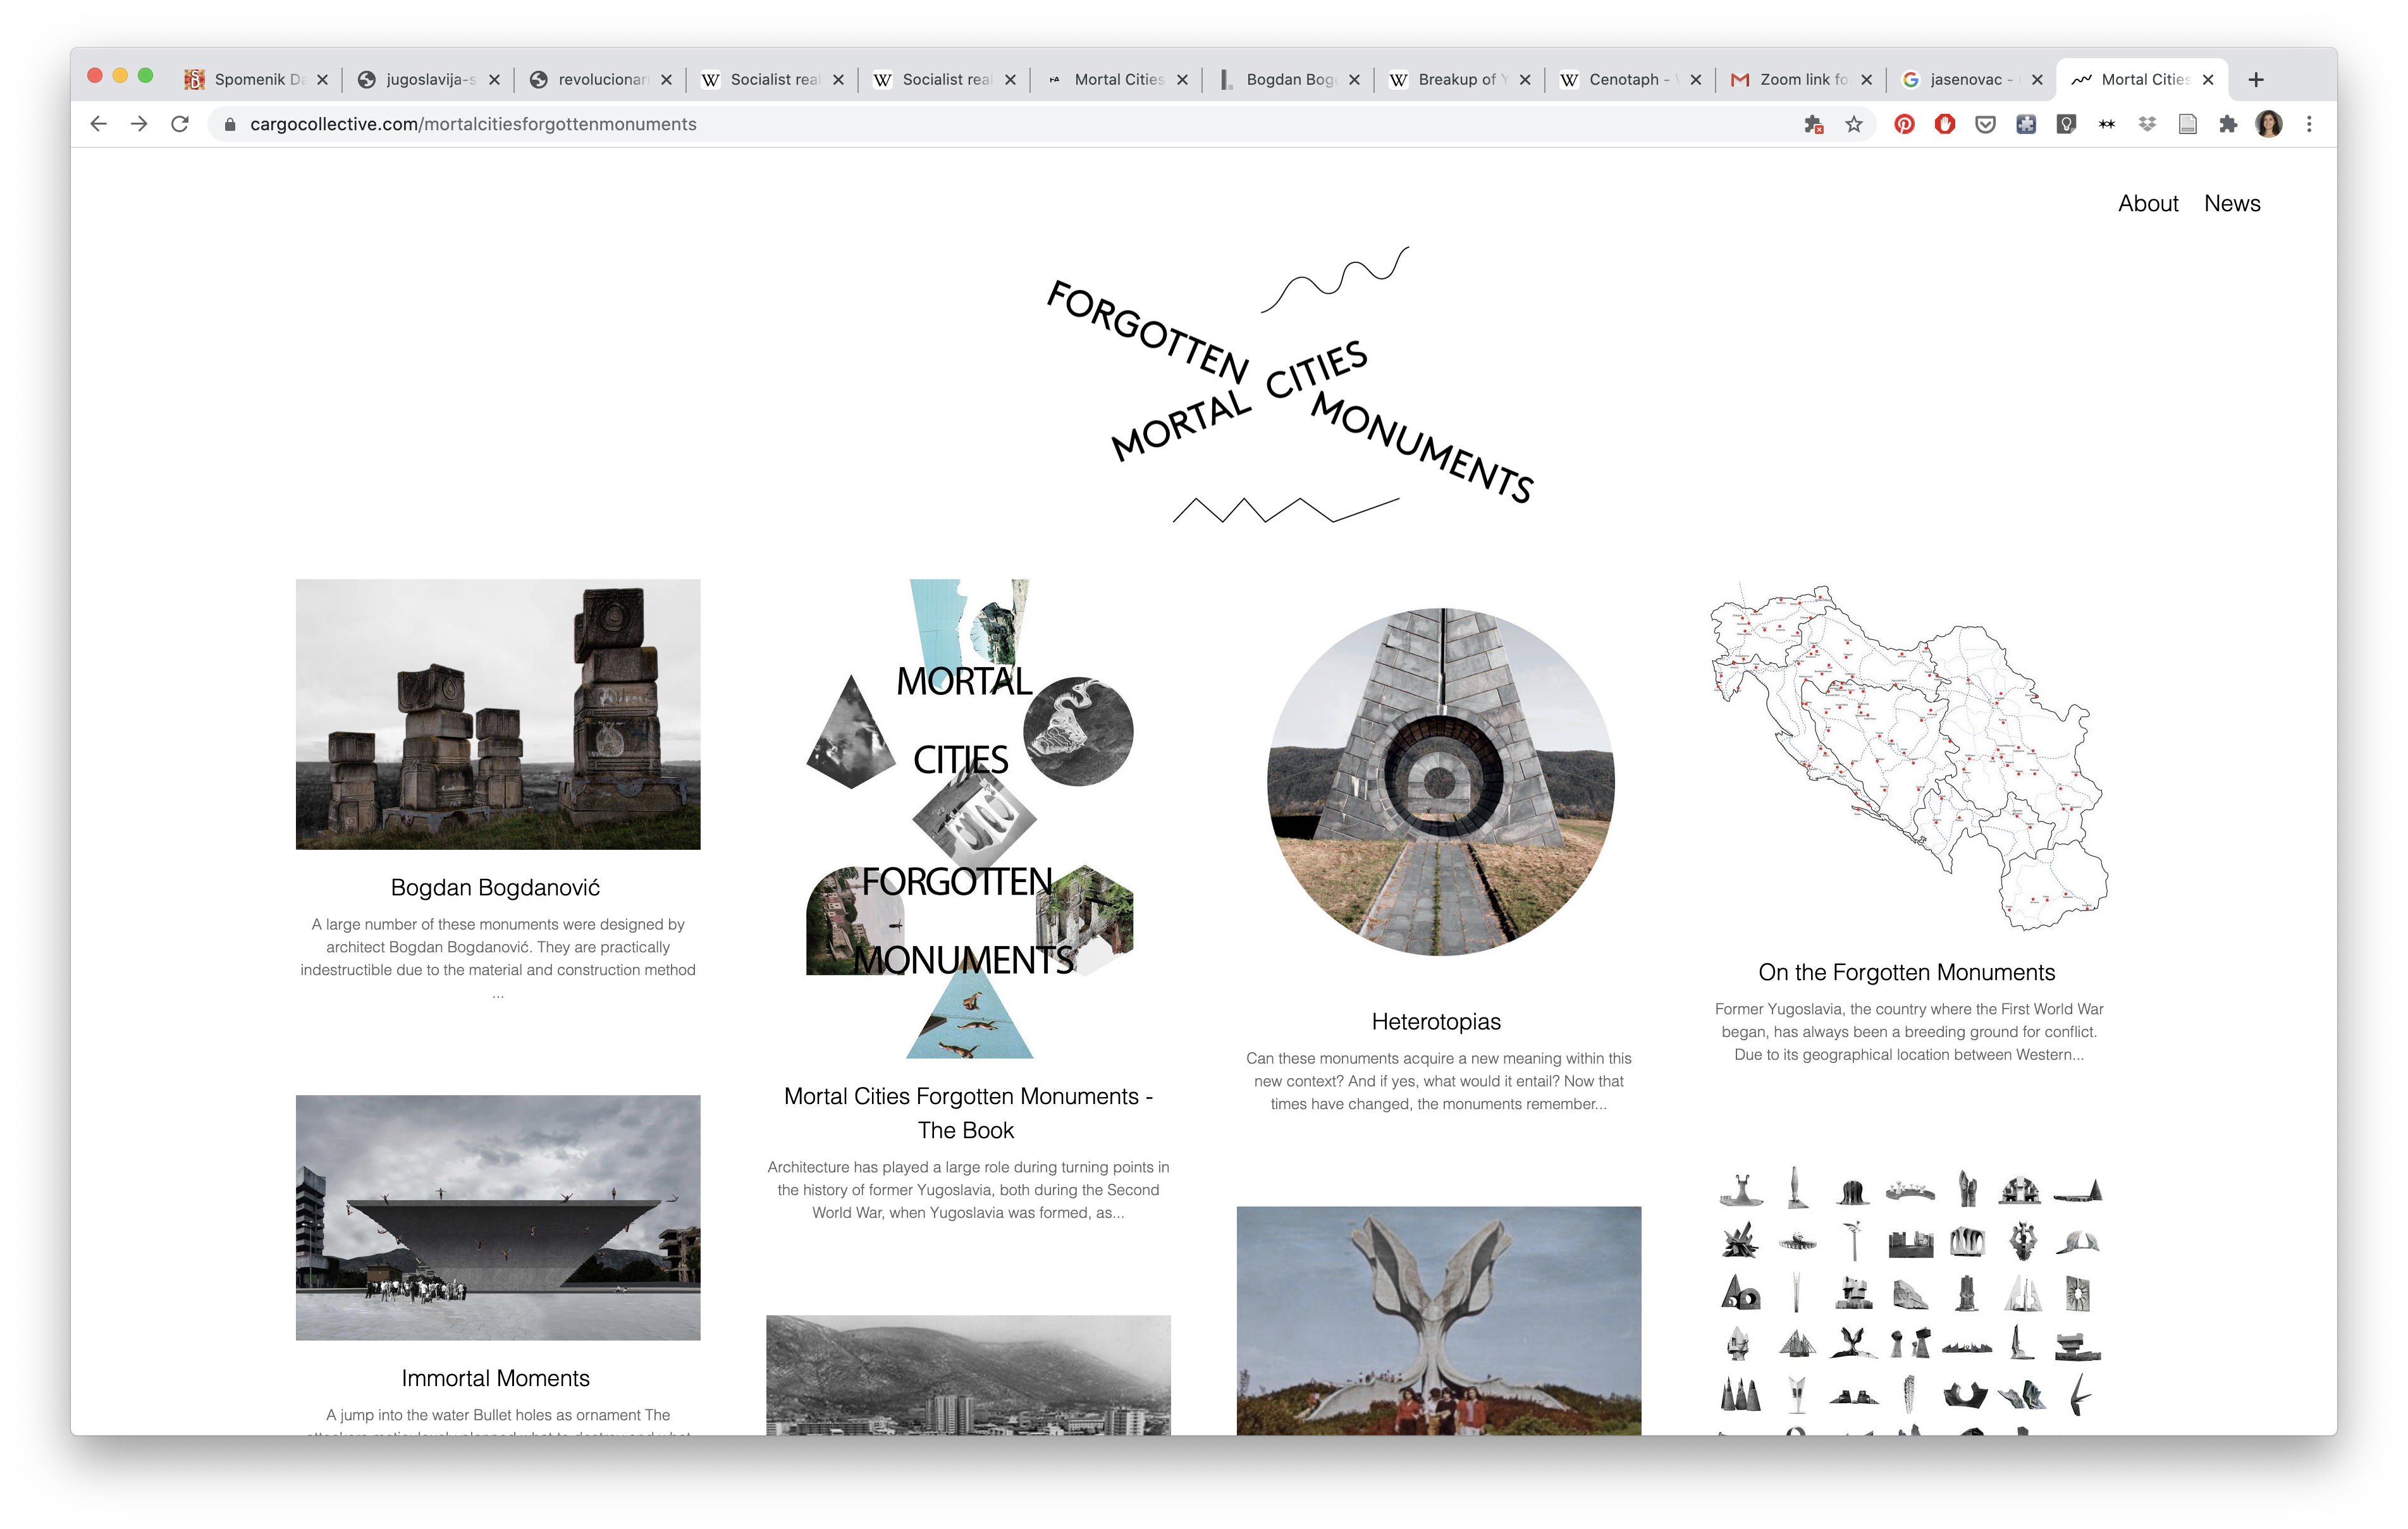 Spomenik Da
jugoslavija-s
revolucionarn
Socialist real
Socialist real
Mortal Cities
Bogdan Bogo
Breakup of Y
Cenotaph - W
Zoom link fo
jasenovac -
Mortal Cities
cargocollective.com/mortalcitiesforgottenmonuments
About News
FORGOTTEN
CITIES
MORTAL
MONUMENTS
Bogdan Bogdanović
A large number of these monuments were designed by
architect Bogdan Bogdanović. They are practically
indestructible due to the material and construction method
...
Immortal Moments
A jump into the water Bullet holes as ornament The
MORTAL
CITIES
FORGOTTEN
MONUMENTS
Mortal Cities Forgotten Monuments -
The Book
Architecture has played a large role during turning points in
the history of former Yugoslavia, both during the Second
World War, when Yugoslavia was formed, as...
Heterotopias
Can these monuments acquire a new meaning within this
new context? And if yes, what would it entail? Now that
times have changed, the monuments remember...
On the Forgotten Monuments
Former Yugoslavia, the country where the First World War
began, has always been a breeding ground for conflict.
Due to its geographical location between Western...